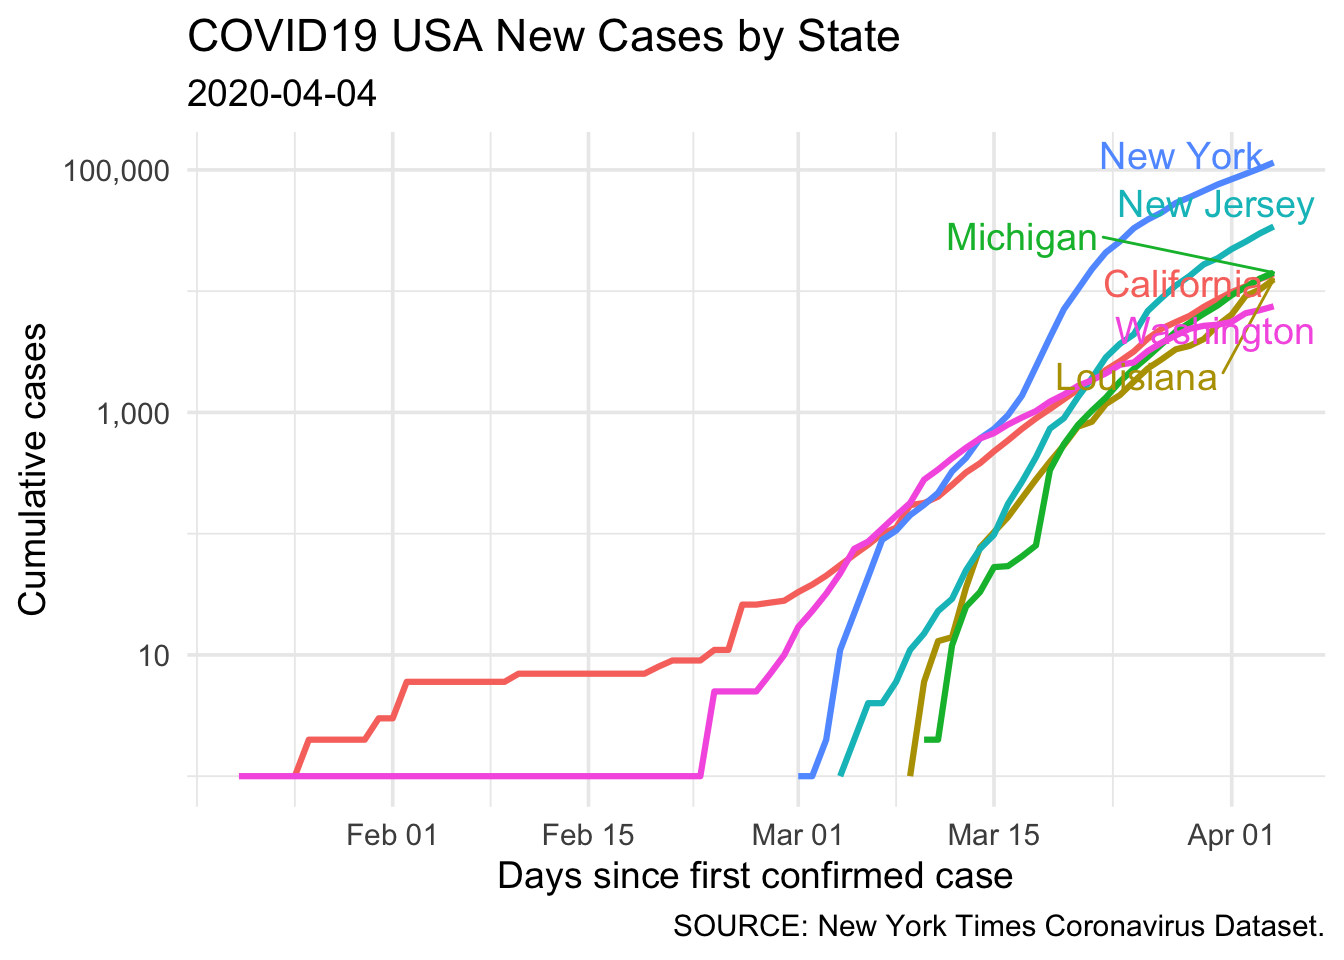 COVID19 USA New Cases by State
2020-04-04
100,000
1,000
10
Cumulative cases
New York
New Jersey
Michigan
California
Washington
Louisiana
Feb 01
Feb 15
Mar 01
Mar 15
Apr 01
Days since first confirmed case
SOURCE: New York Times Coronavirus Dataset.